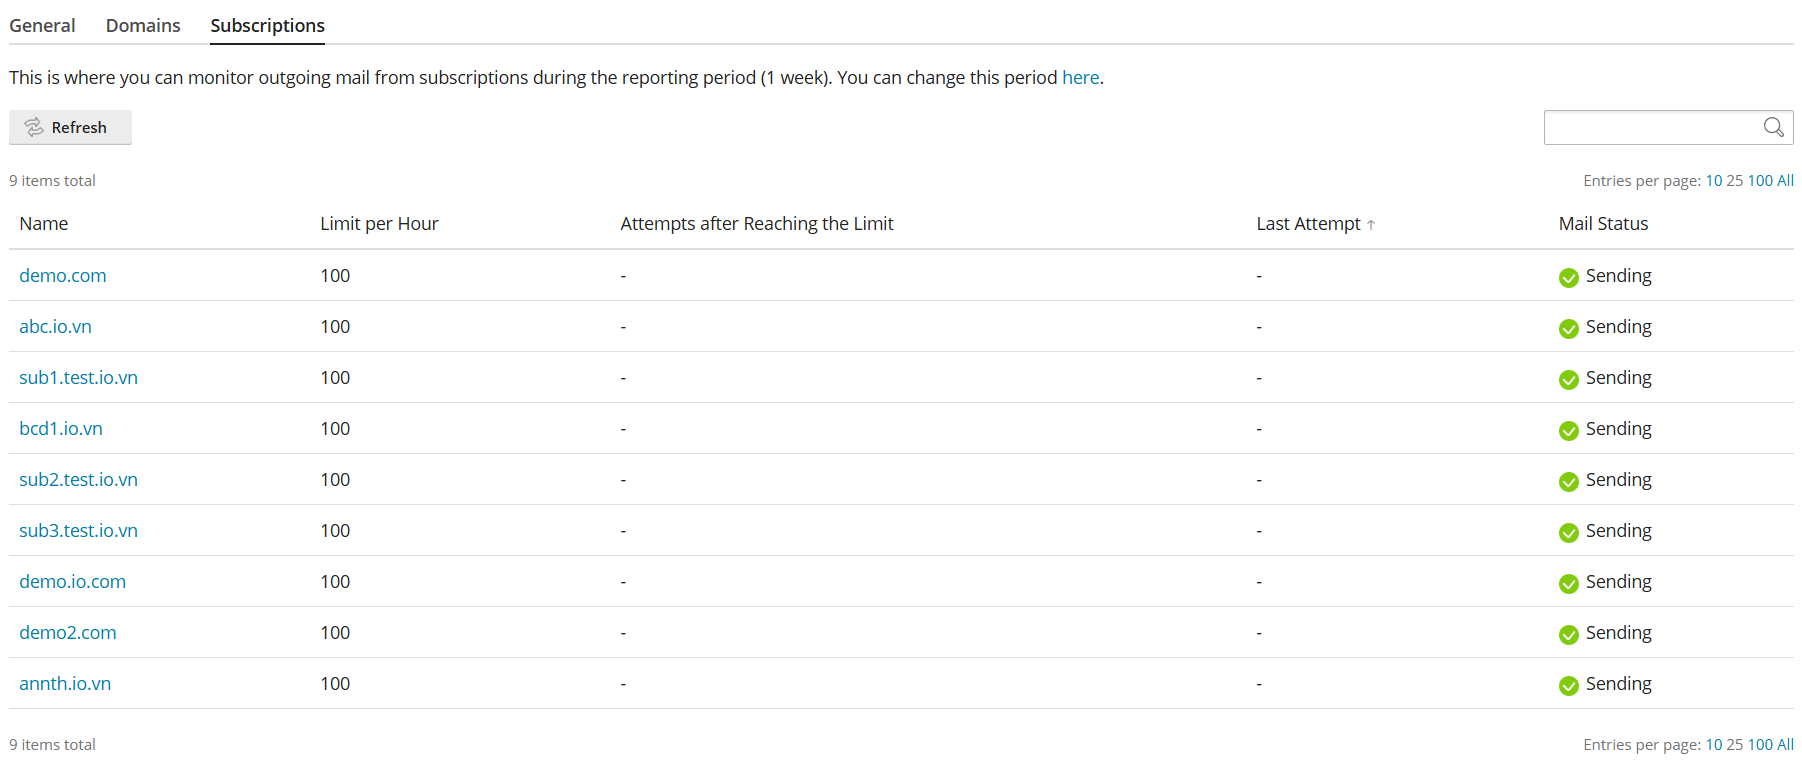 General Domains Subscriptions
This is where you can monitor outgoing mail from subscriptions during the reporting period (1 week). You can change this period here.
Refresh
9 items total Entries per page: 10 25 100 All
Name Limit per Hour Attempts after Reaching the Limit Last Attempt ↑ Mail Status
demo.com 100 - - Sending
abc.io.vn 100 - - Sending
sub1.test.io.vn 100 - - Sending
bcd1.io.vn 100 - - Sending
sub2.test.io.vn 100 - - Sending
sub3.test.io.vn 100 - - Sending
demo.io.com 100 - - Sending
demo2.com 100 - - Sending
annth.io.vn 100 - - Sending
9 items total Entries per page: 10 25 100 All